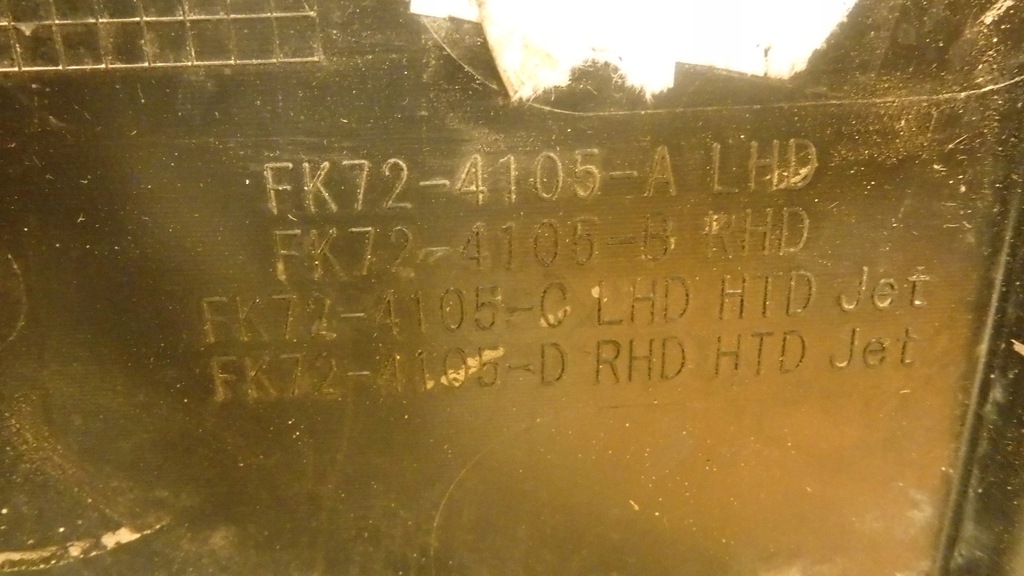 FK72-4105-A LHD
FK72-4105-B RHD
FK72-4105-C LHD HTD Jet
FK72-4105-D RHD HTD Jet